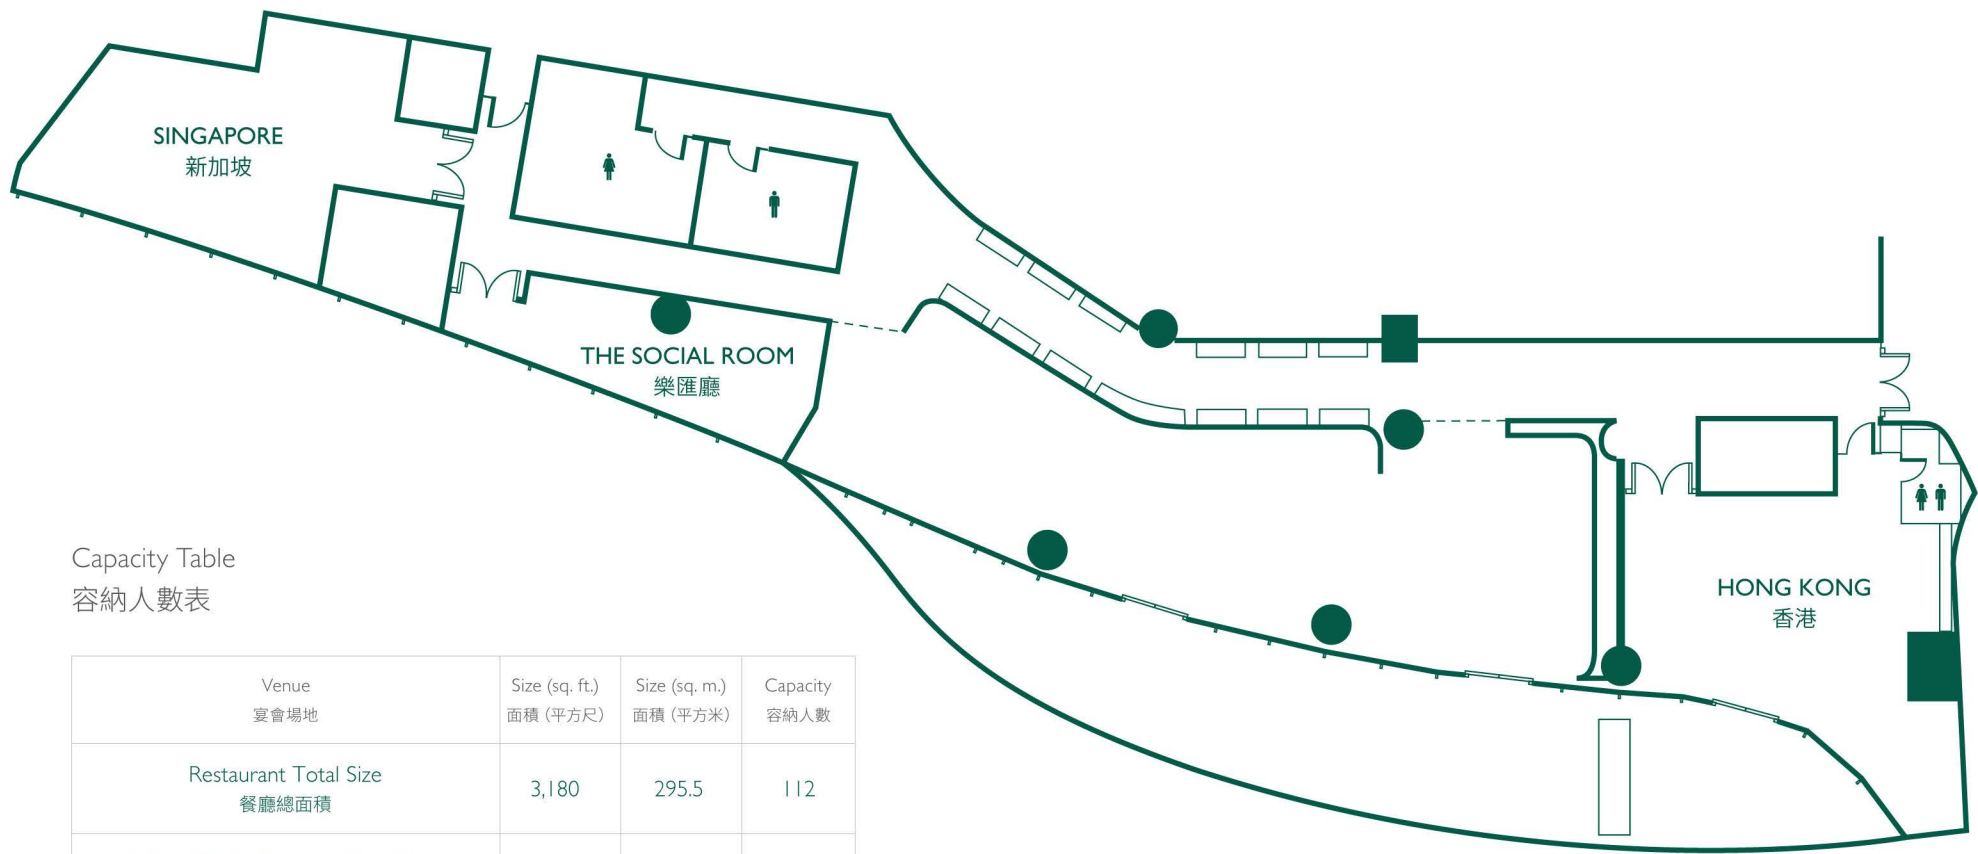 SINGAPORE
新加坡
THE SOCIAL ROOM
樂匯廳
HONG KONG
香港
Capacity Table
容納人數表
Venue
宴會場地
Size (sq. ft.)
面積 (平方尺)
Size (sq. m.)
面積 (平方米)
Capacity
容納人數
Restaurant Total Size
餐廳總面積
3,180
295.5
112